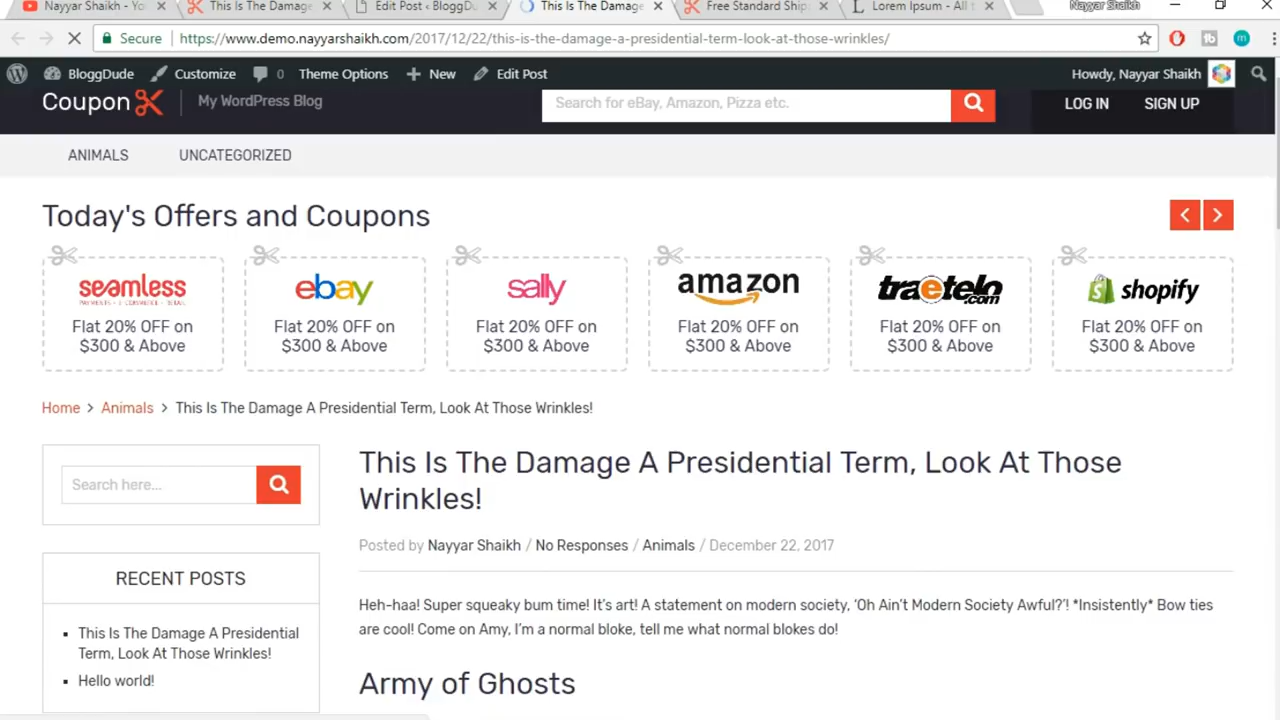 Nayyar Shaikh - Yo
This Is The Damage
Edit Post ‹ BloggDu
This Is The Damage
Free Standard Ship
Lorem Ipsum - All t
Nayyar Shaikh
Secure
https://www.demo.nayyarshaikh.com/2017/12/22/this-is-the-damage-a-presidential-term-look-at-those-wrinkles/
BloggDude
Customize
0
Theme Options
New
Edit Post
Howdy, Nayyar Shaikh
Coupon
My WordPress Blog
Search for eBay, Amazon, Pizza etc.
LOG IN
SIGN UP
ANIMALS
UNCATEGORIZED
Today's Offers and Coupons
seamless
Flat 20% OFF on
$300 & Above
ebay
Flat 20% OFF on
$300 & Above
sally
Flat 20% OFF on
$300 & Above
amazon
Flat 20% OFF on
$300 & Above
traetelo
.com
Flat 20% OFF on
$300 & Above
shopify
Flat 20% OFF on
$300 & Above
Home > Animals > This Is The Damage A Presidential Term, Look At Those Wrinkles!
Search here...
RECENT POSTS
This Is The Damage A Presidential
Term, Look At Those Wrinkles!
Hello world!
This Is The Damage A Presidential Term, Look At Those
Wrinkles!
Posted by Nayyar Shaikh / No Responses / Animals / December 22, 2017
Heh-haa! Super squeaky bum time! It's art! A statement on modern society, 'Oh Ain't Modern Society Awful?'! *Insistently* Bow ties
are cool! Come on Amy, I'm a normal bloke, tell me what normal blokes do!
Army of Ghosts